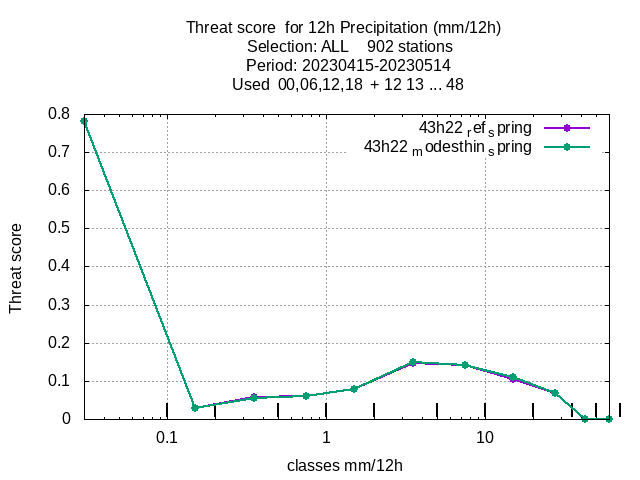 Threat score  for 12h Precipitation (mm/12h)
Selection: ALL    902 stations
Period: 20230415-20230514
Used  00,06,12,18  + 12 13 ... 48
43h22 ref spring
43h22 modesthin spring
0.8
0.7
0.6
0.5
0.4
0.3
0.2
0.1
0
Threat score
0.1 1 10
classes mm/12h